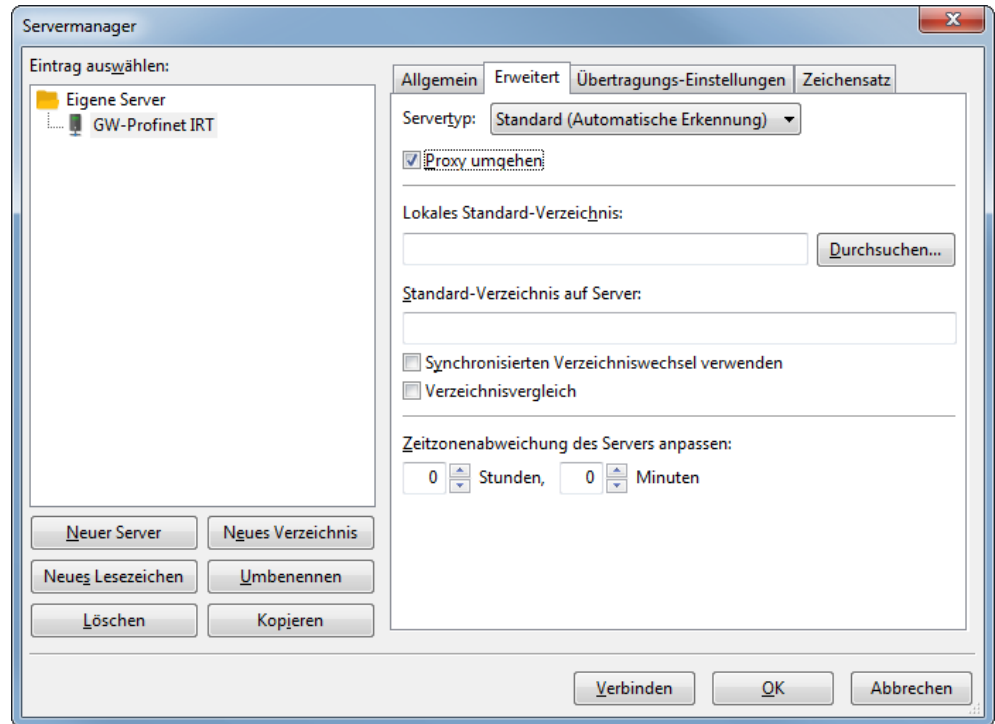 Servermanager
Eintrag auswählen:
Eigene Server
GW-Profinet IRT
Neuer Server
Neues Verzeichnis
Neues Lesezeichen
Umbenennen
Löschen
Kopieren
Allgemein
Erweitert
Übertragungs-Einstellungen
Zeichensatz
Servertyp:
Standard (Automatische Erkennung)
Proxy umgehen
Lokales Standard-Verzeichnis:
Durchsuchen...
Standard-Verzeichnis auf Server:
Synchronisierten Verzeichniswechsel verwenden
Verzeichnisvergleich
Zeitzonenabweichung des Servers anpassen:
0 Stunden, 0 Minuten
Verbinden
OK
Abbrechen